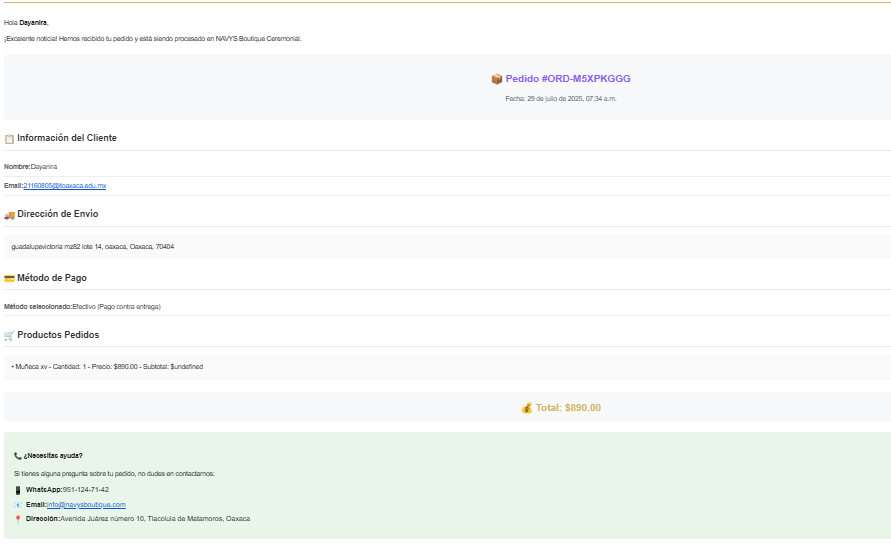 Hola Dayanira,
¡Excelente noticia! Hemos recibido tu pedido y está siendo procesado en NAVYS Boutique Ceremonial.
📦 Pedido #ORD-M5XPKGGG
Fecha: 29 de julio de 2025, 07:34 a.m.
📋 Información del Cliente
Nombre:Dayanira
Email:21160805@itoaxaca.edu.mx
🚚 Dirección de Envío
guadalupevictoria mz82 lote 14, oaxaca, Oaxaca, 70404
💳 Método de Pago
Método seleccionado:Efectivo (Pago contra entrega)
🛒 Productos Pedidos
• Muñeca xv - Cantidad: 1 - Precio: $890.00 - Subtotal: $undefined
💰 Total: $890.00
📞 ¿Necesitas ayuda?
Si tienes alguna pregunta sobre tu pedido, no dudes en contactarnos:
📱 WhatsApp:951-124-71-42
📧 Email:info@navysboutique.com
📍 Dirección:Avenida Juárez número 10, Tlacolula de Matamoros, Oaxaca